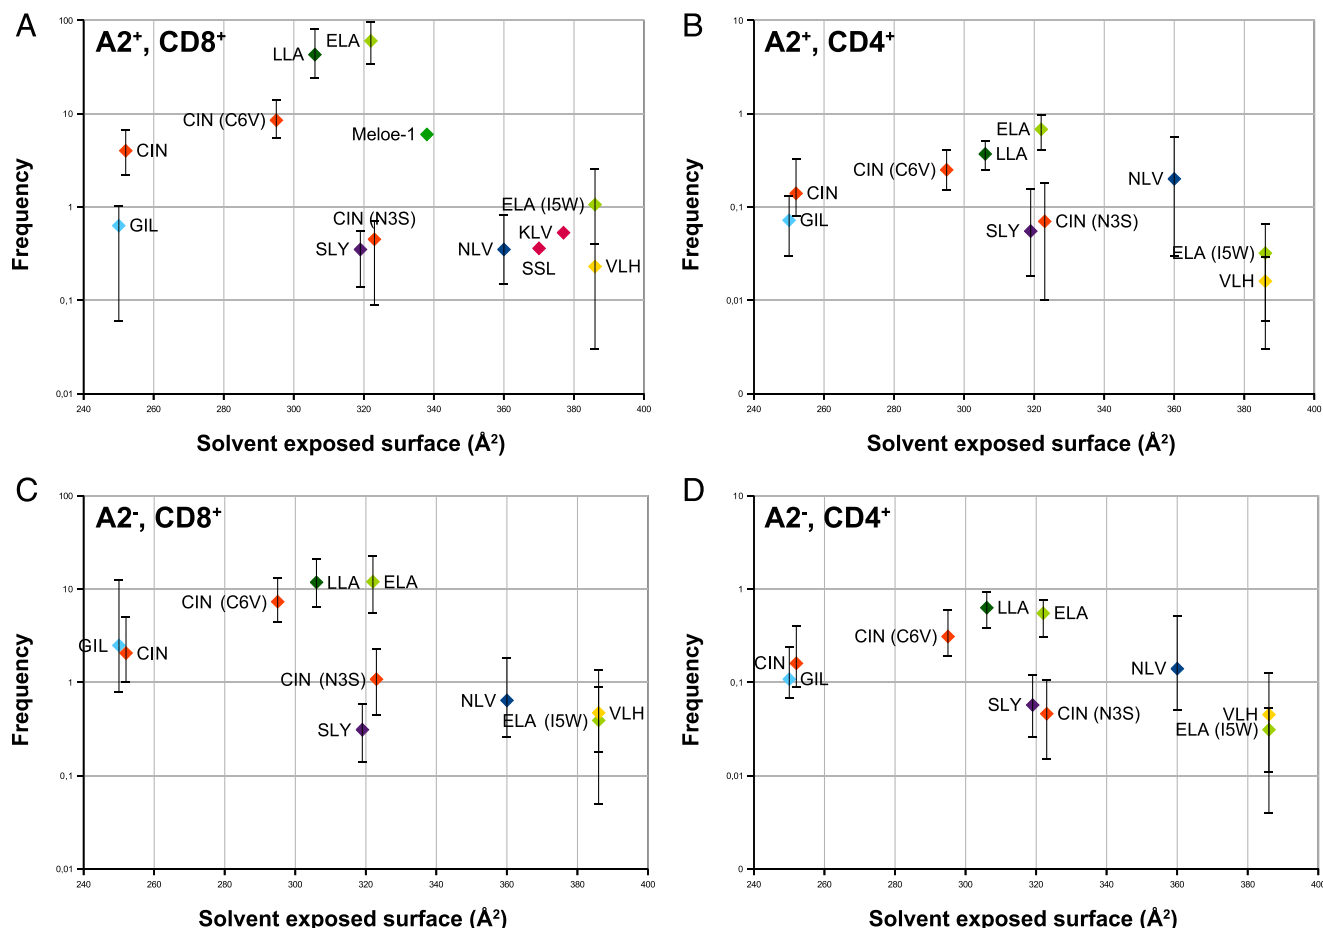 A
A2⁺, CD8⁺
Frequency
100
10
1
0,1
0,01
240
260
280
300
320
340
360
380
400
Solvent exposed surface (Å²)
ELA
LLA
CIN (C6V)
Meloe-1
CIN
ELA (I5W)
GIL
CIN (N3S)
SLY
NLV
KLV
SSL
VLH
B
A2⁺, CD4⁺
Frequency
10
1
0,1
0,01
0
240
260
280
300
320
340
360
380
400
Solvent exposed surface (Å²)
ELA
LLA
CIN (C6V)
NLV
CIN
GIL
SLY
CIN (N3S)
ELA (I5W)
VLH
C
A2⁻, CD8⁺
Frequency
100
10
1
0,1
0,01
240
260
280
300
320
340
360
380
400
Solvent exposed surface (Å²)
LLA
ELA
CIN (C6V)
GIL
CIN
CIN (N3S)
SLY
NLV
VLH
ELA (I5W)
D
A2⁻, CD4⁺
Frequency
10
1
0,1
0,01
0
240
260
280
300
320
340
360
380
400
Solvent exposed surface (Å²)
LLA
ELA
CIN (C6V)
CIN
NLV
GIL
SLY
CIN (N3S)
VLH
ELA (I5W)